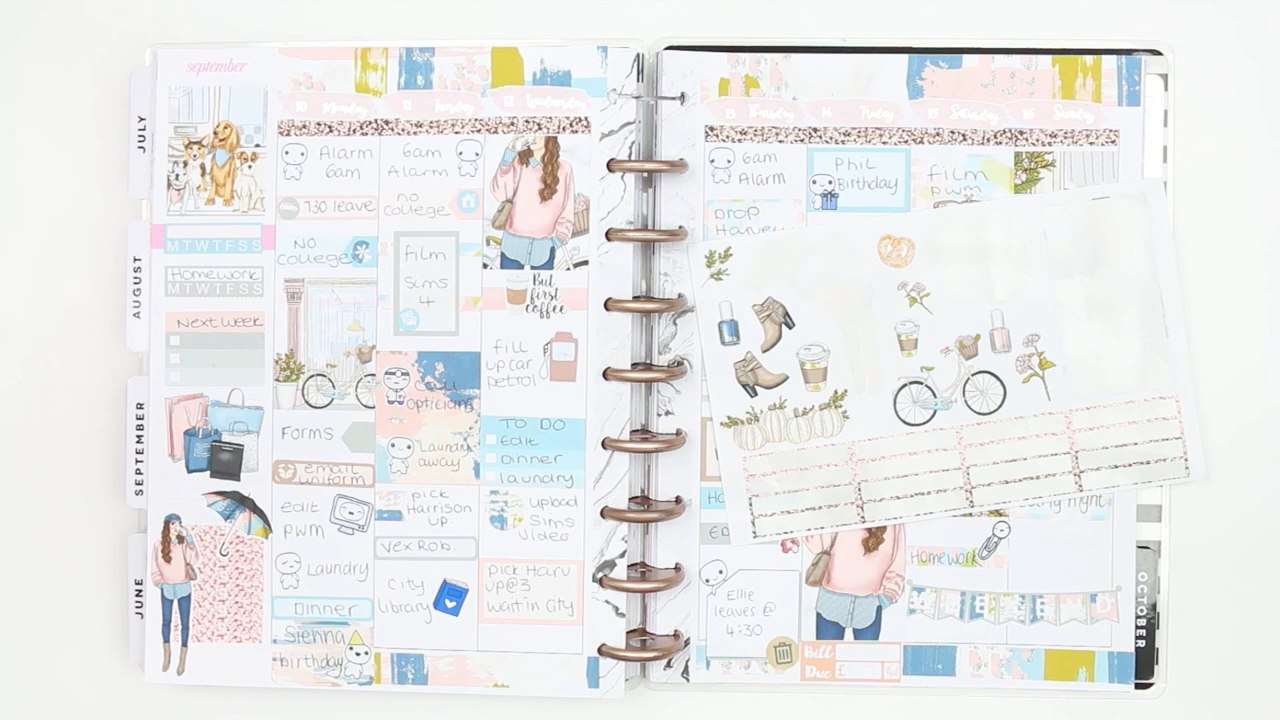 september
JULY
AUGUST
SEPTEMBER
JUNE
MTWTFSS
Homework
MTWTFSS
Next week
10 Monday
Alarm
6am
730 leave
NO
college
Forms
email
uniform
edit
pwm
Laundry
Dinner
Sienna
birthday
11 Tuesday
6am
Alarm
no
college
Film
Sims
4
Opticians
Laundry
away
pick
Harrison
up.
Vex Rob.
City
library
12 Wednesday
But
first
coffee
fill
up car
petrol
TO DO
Edit
Dinner
laundry
upload
Sims
Video
pick Harv
up@3
Wait in City
13 Thursday
6am
Alarm
DROP
Harvey
Ellie
leaves @
4:30
14 Friday
Phil
Birthday
Bill
Due £
15 Saturday
film
pwm
Homework
WEEKEND
16 Sunday
OCTOBER